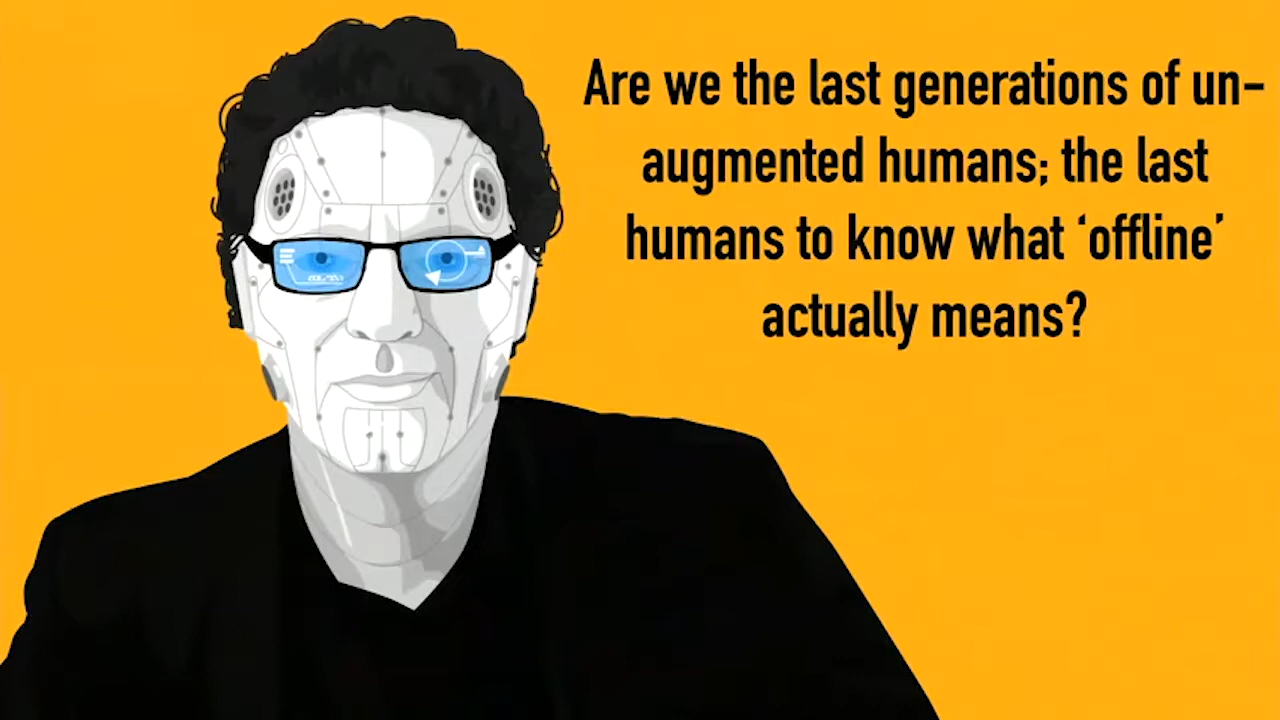 Are we the last generations of un-
augmented humans; the last
humans to know what ‘offline’
actually means?